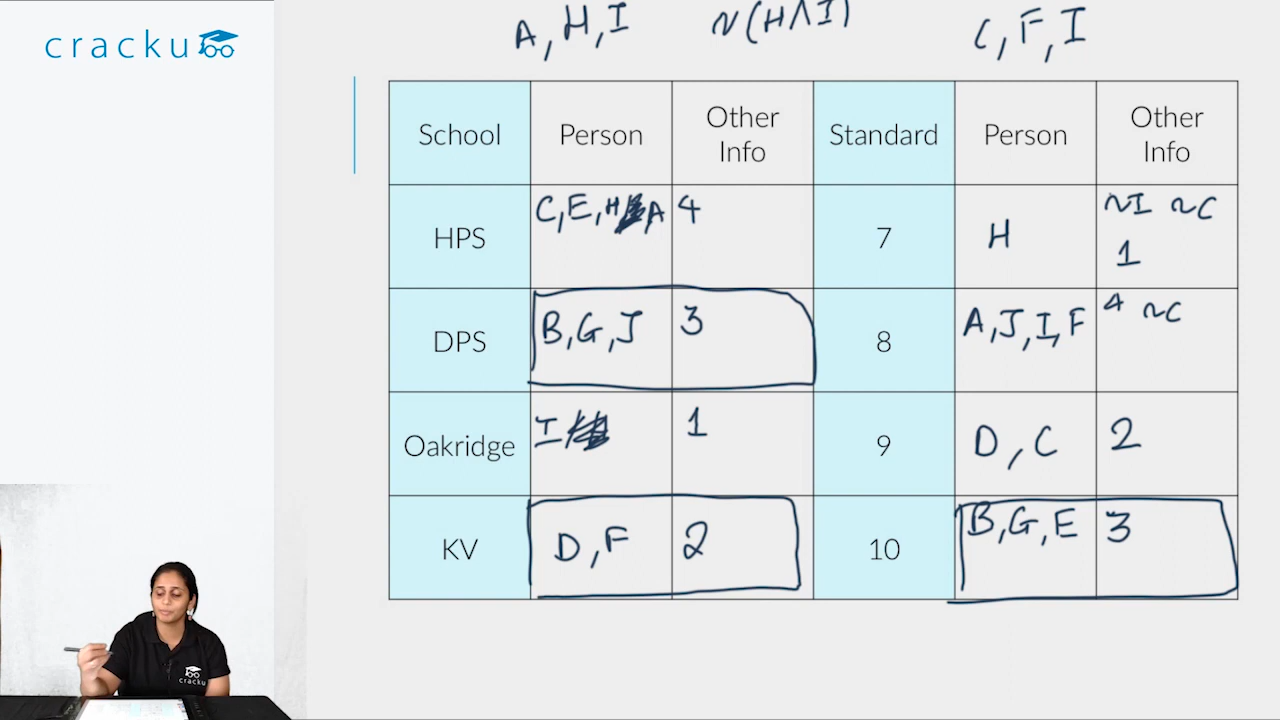 cracku
A, H, I ~(H∧I) C, F, I
School Person Other Info Standard Person Other Info
HPS C, E, H A 4 7 H ~I ~C 1
DPS B, G, J 3 8 A, J, I, F 4 ~C
Oakridge I 1 9 D, C 2
KV D, F 2 10 B, G, E 3
cracku